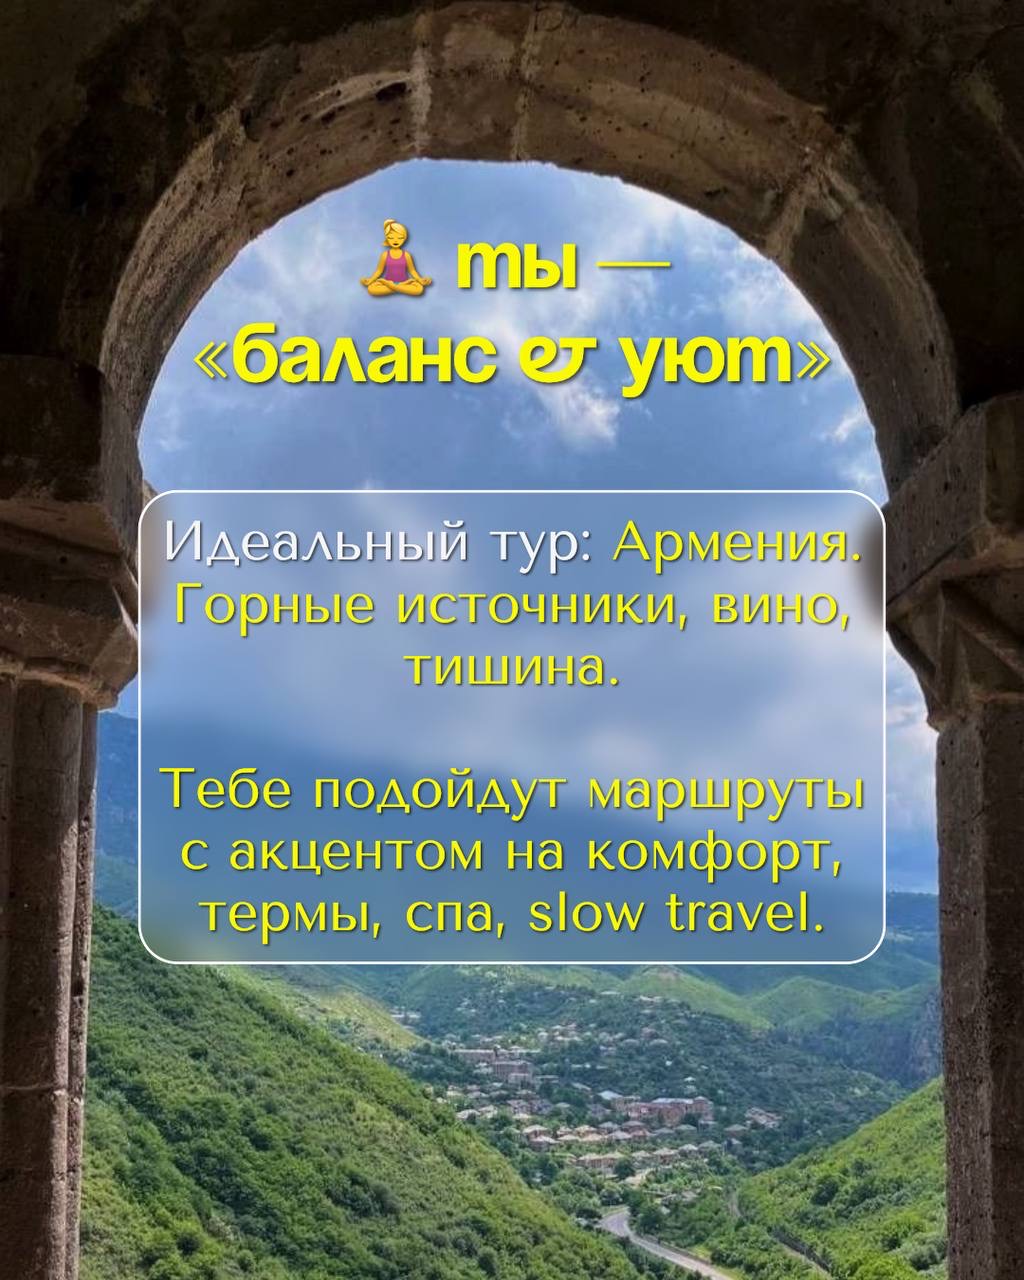 🧘‍♀️ ты —
«баланс & уют»
Идеальный тур: Армения.
Горные источники, вино,
тишина.
Тебе подойдут маршруты
с акцентом на комфорт,
термы, спа, slow travel.